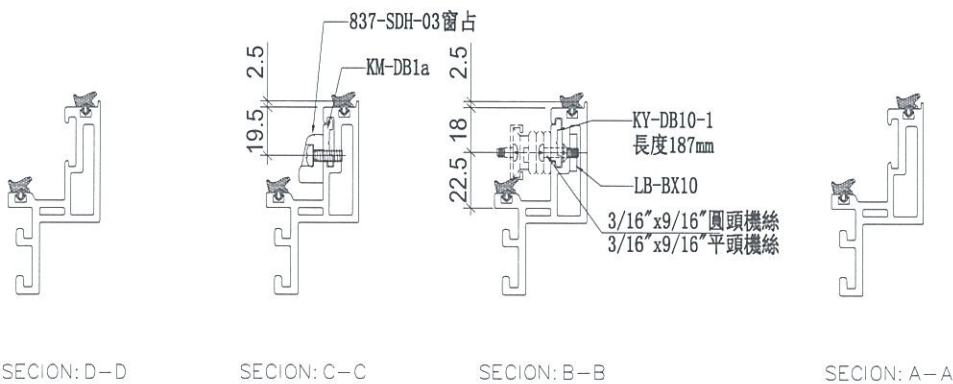 837-SDH-03窗占
KM-DB1a
2.5
19.5
2.5
18
22.5
KY-DB10-1
長度187mm
LB-BX10
3/16"x9/16"圓頭機絲
3/16"x9/16"平頭機絲
SECION: D-D
SECION: C-C
SECION: B-B
SECION: A-A